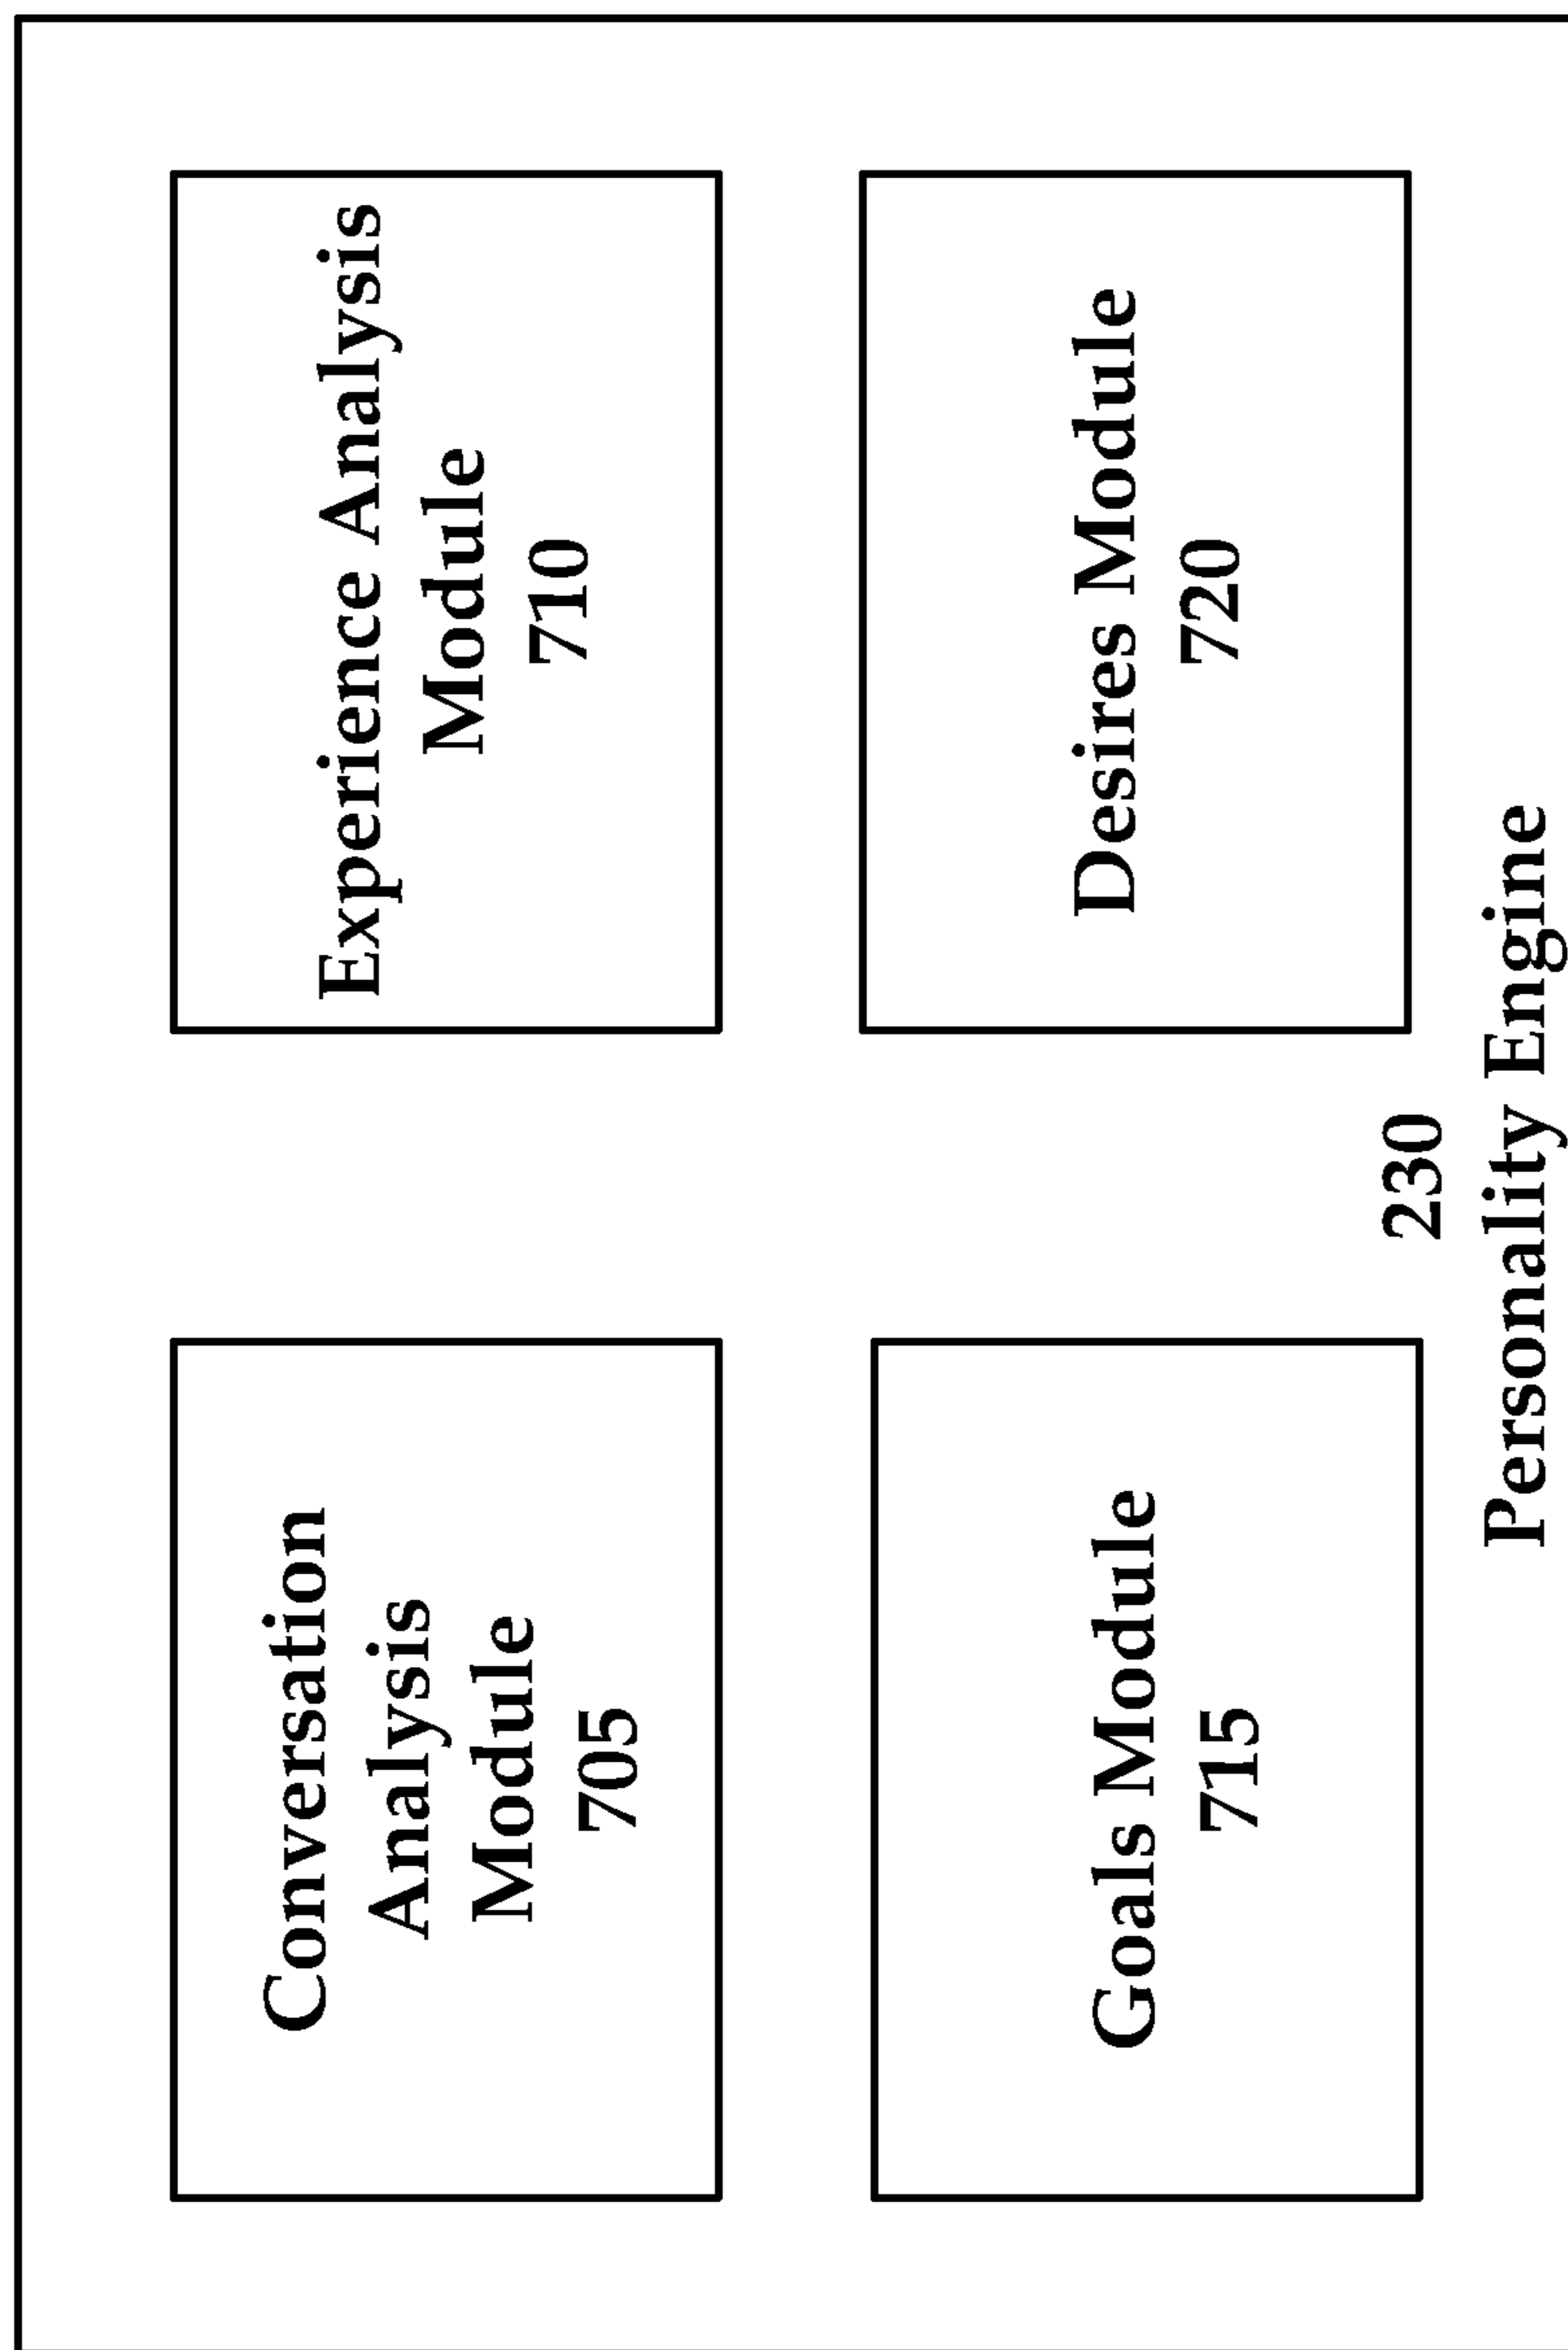 Conversation
Analysis
Module
705
Experience Analysis
Module
710
Goals Module
715
Desires Module
720
230
Personality Engine